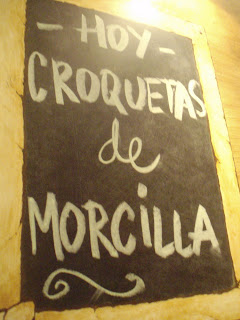 - HOY -
CROQUETAS
de
MORCILLA